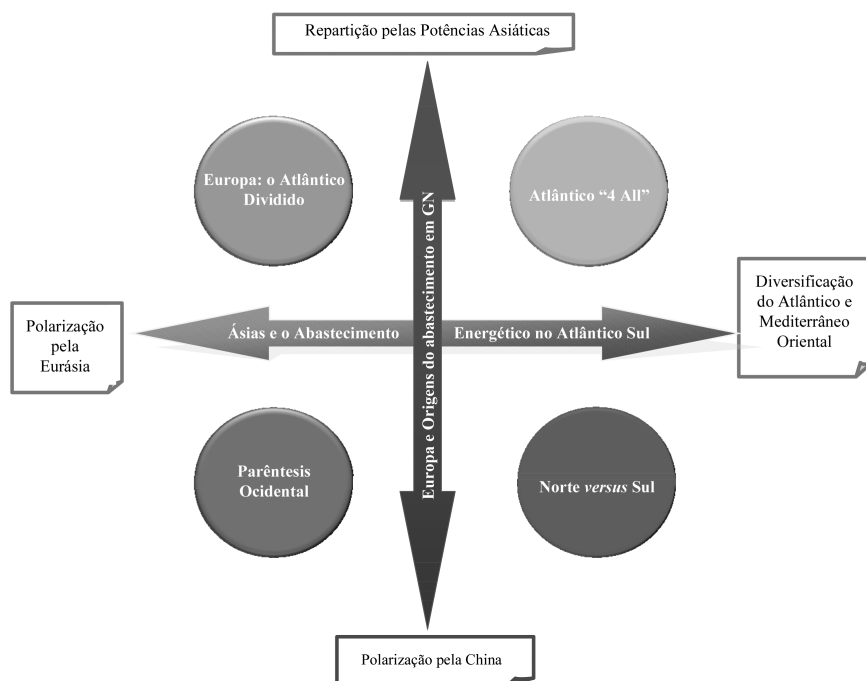 Repartição pelas Potências Asiáticas
Europa: o Atlântico
Dividido
Atlântico “4 All”
Europa e Origens do abastecimento em GN
Polarização
pela
Eurásia
Ásias e o Abastecimento
Energético no Atlântico Sul
Diversificação
do Atlântico e
Mediterrâneo
Oriental
Parêntesis
Ocidental
Norte versus Sul
Polarização pela China